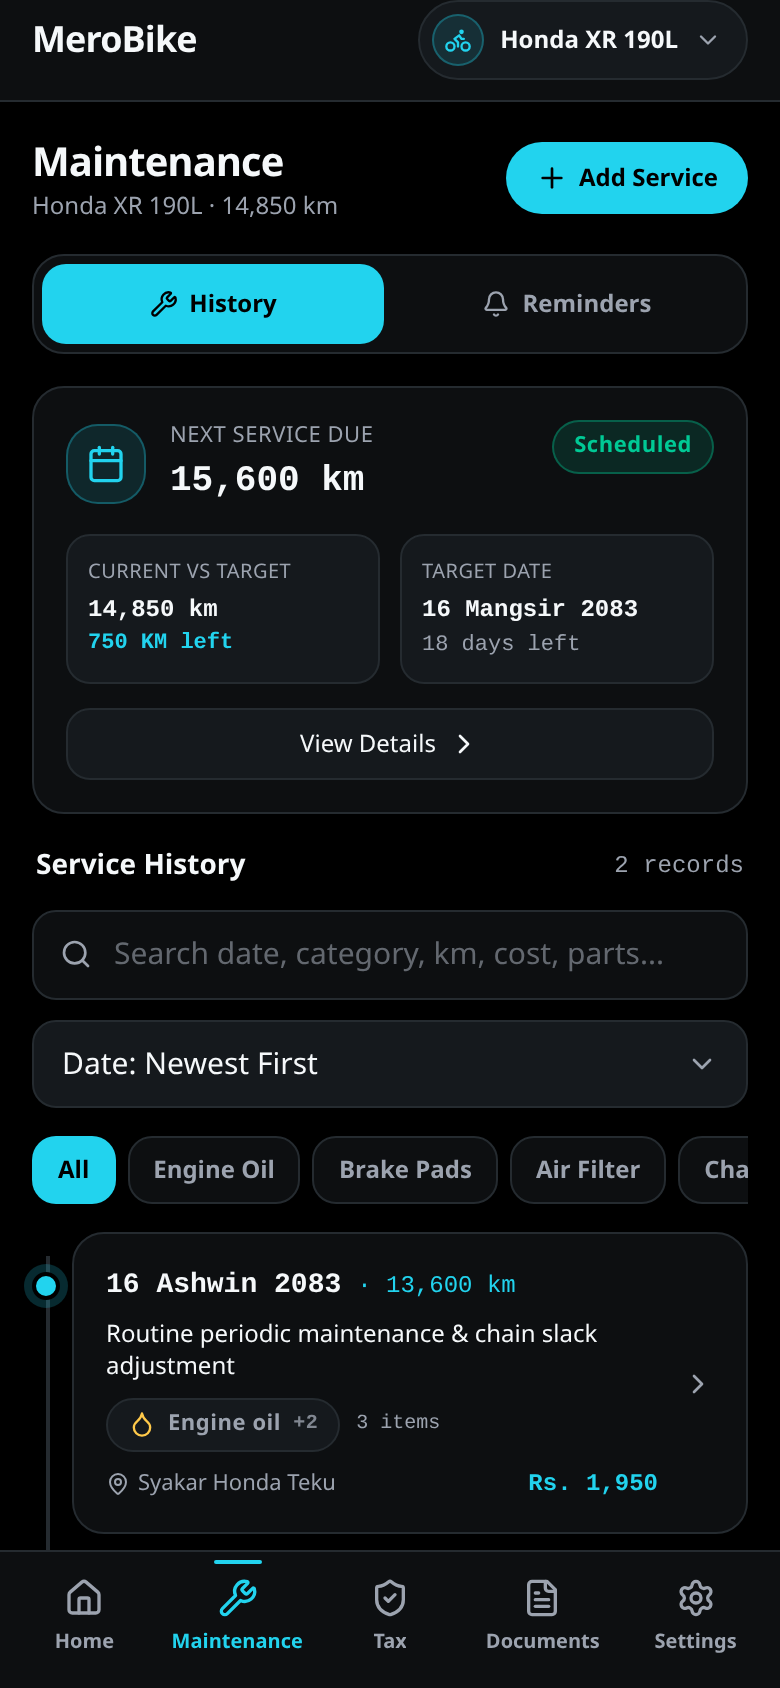 MeroBike
Honda XR 190L
Maintenance
Honda XR 190L · 14,850 km
Add Service
History
Reminders
NEXT SERVICE DUE
15,600 km
Scheduled
CURRENT VS TARGET
14,850 km
750 KM left
TARGET DATE
16 Mangsir 2083
18 days left
View Details
Service History
2 records
Search date, category, km, cost, parts...
Date: Newest First
All
Engine Oil
Brake Pads
Air Filter
Cha
16 Ashwin 2083 · 13,600 km
Routine periodic maintenance & chain slack
adjustment
Engine oil +2
3 items
Syakar Honda Teku
Rs. 1,950
Home
Maintenance
Tax
Documents
Settings